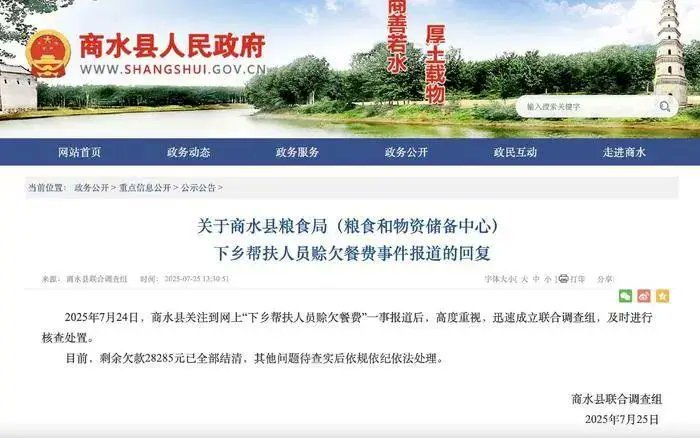 商水县人民政府
WWW.SHANGSHUI.GOV.CN
商善若水
厚土载物
输入搜索关键字
网站首页 政务动态 政务服务 政务公开 政民互动 走进商水
当前位置: 政务公开 > 重点信息公开 > 公示公告 >
关于商水县粮食局（粮食和物资储备中心）
下乡帮扶人员赊欠餐费事件报道的回复
来源: 商水县联合调查组 时间: 2025-07-25 13:30:51 字体大小[ 大 中 小 ] 打印 分享:
2025年7月24日，商水县关注到网上“下乡帮扶人员赊欠餐费”一事报道后，高度重视，迅速成立联合调查组，及时进行
核查处置。
目前，剩余欠款28285元已全部结清，其他问题待查实后依规依纪依法处理。
商水县联合调查组
2025年7月25日